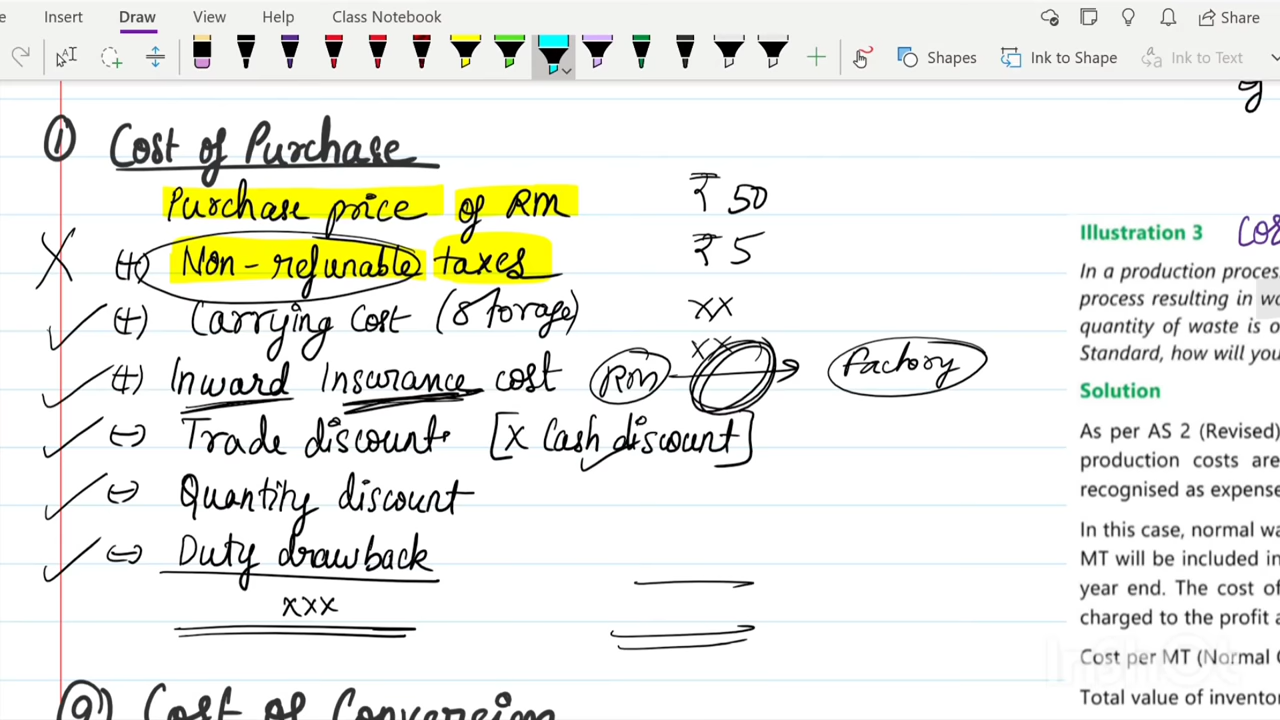 Insert Draw View Help Class Notebook Share
Shapes Ink to Shape Ink to Text
① Cost of Purchase
Purchase price of RM ₹ 50
X (+) Non-refunable taxes ₹ 5
(+) Carrying Cost (Storage) xx
(+) Inward Insurance cost xx RM Factory
(-) Trade discount [X Cash discount]
(-) Quantity discount
(-) Duty drawback
xxx
Cost of Conversion
Illustration 3
In a production proces
process resulting in wa
quantity of waste is o
Standard, how will you
Solution
As per AS 2 (Revised)
production costs are
recognised as expense
In this case, normal wa
MT will be included in
year end. The cost of
charged to the profit a
Cost per MT (Normal
Total value of inventor
InShot